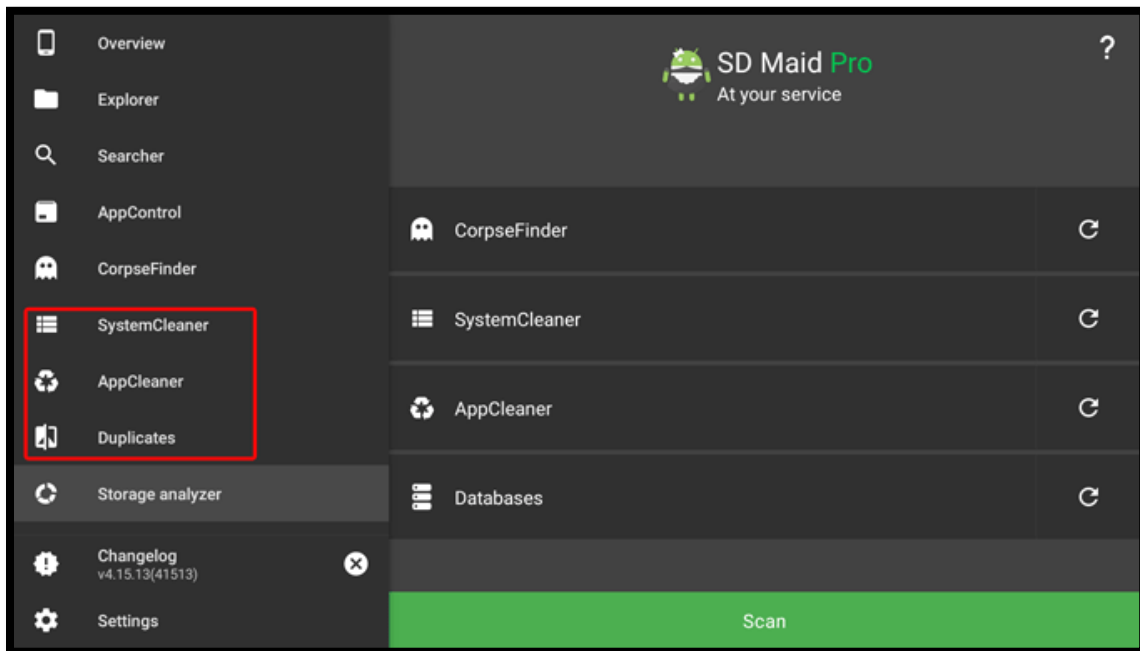 Overview
Explorer
Searcher
AppControl
CorpseFinder
SystemCleaner
AppCleaner
Duplicates
Storage analyzer
Changelog
v4.15.13(41513)
Settings
SD Maid Pro
At your service
?
CorpseFinder
SystemCleaner
AppCleaner
Databases
Scan